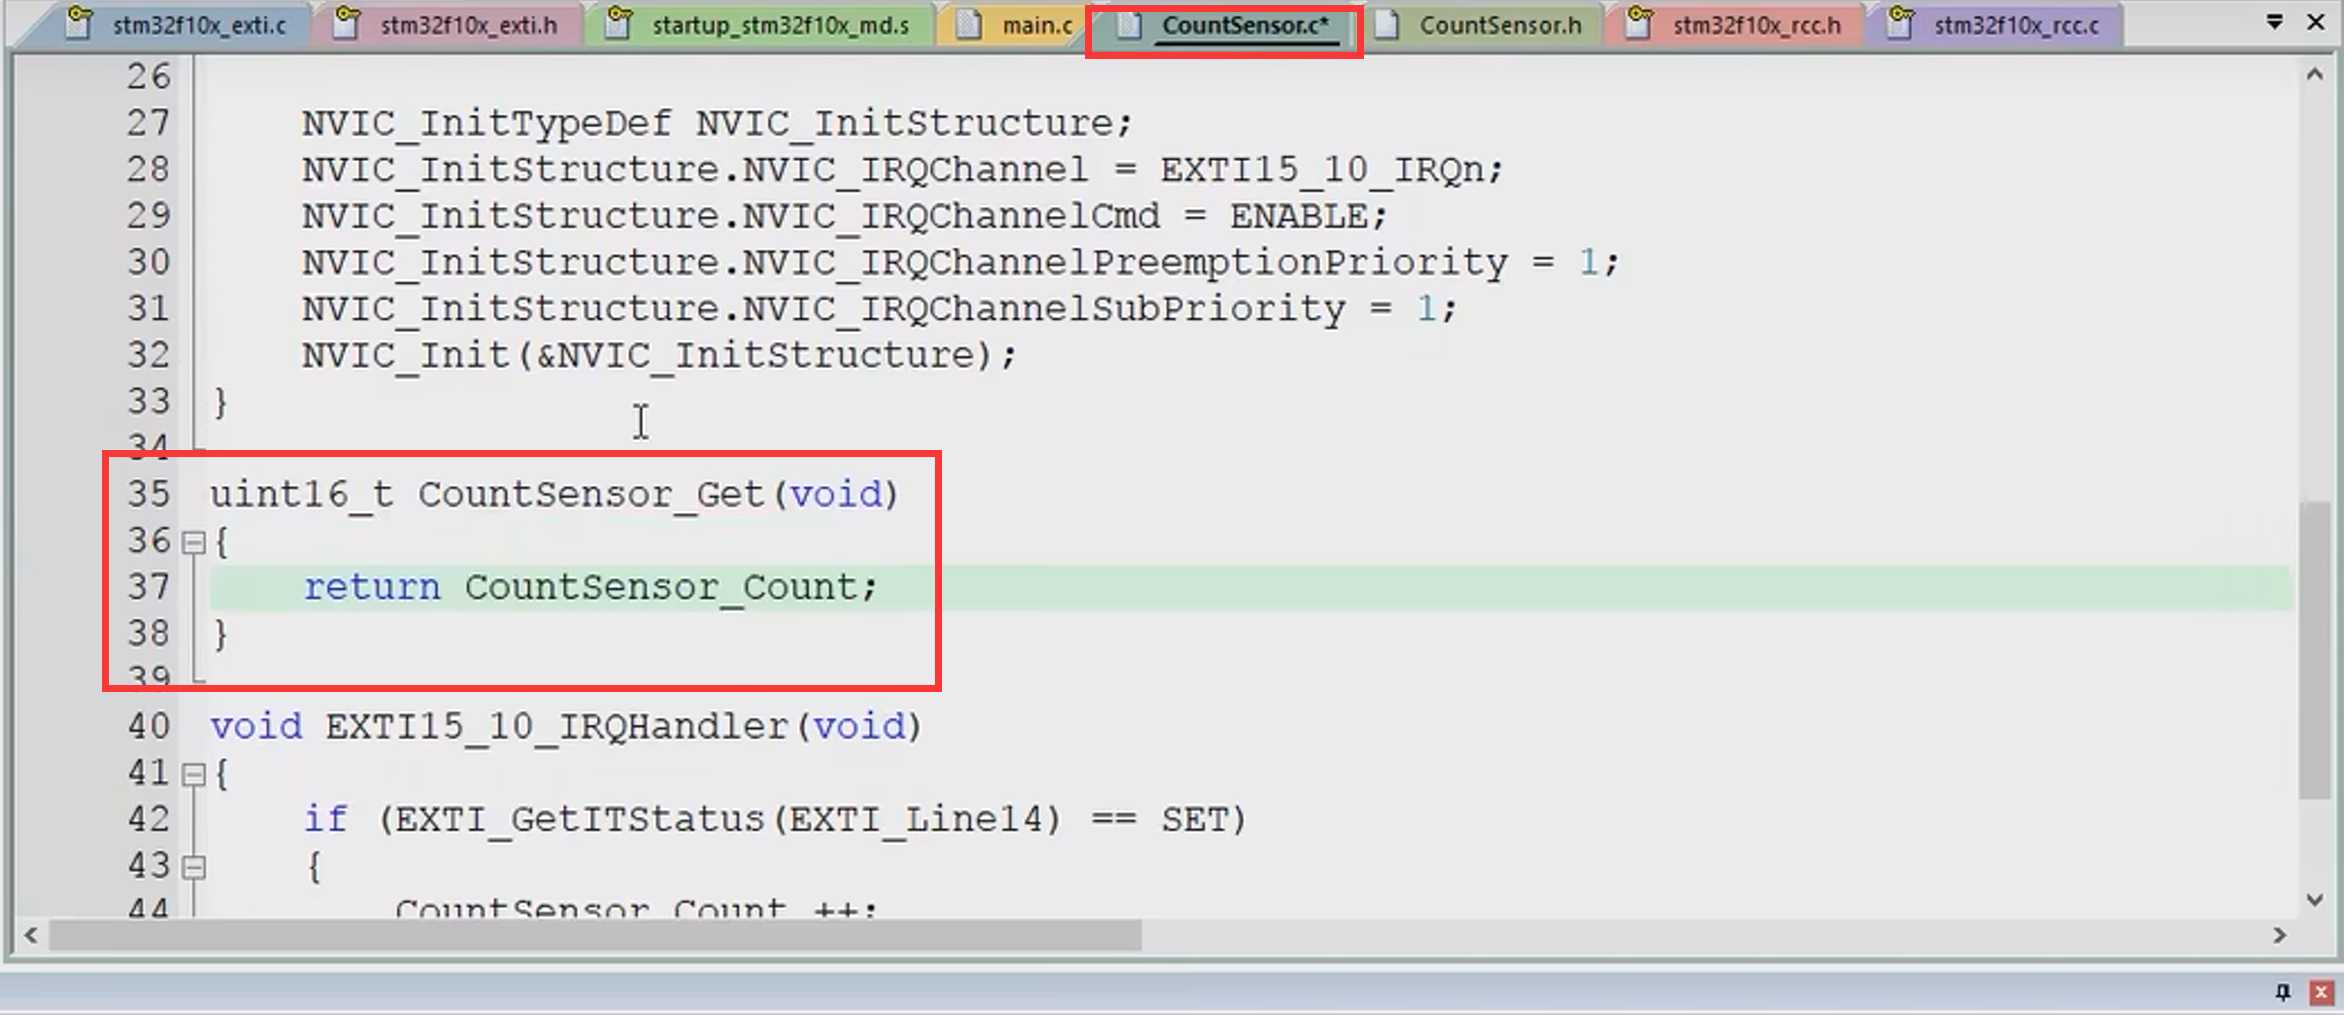 stm32f10x_exti.c stm32f10x_exti.h startup_stm32f10x_md.s main.c CountSensor.c* CountSensor.h stm32f10x_rcc.h stm32f10x_rcc.c
26
27 NVIC_InitTypeDef NVIC_InitStructure;
28 NVIC_InitStructure.NVIC_IRQChannel = EXTI15_10_IRQn;
29 NVIC_InitStructure.NVIC_IRQChannelCmd = ENABLE;
30 NVIC_InitStructure.NVIC_IRQChannelPreemptionPriority = 1;
31 NVIC_InitStructure.NVIC_IRQChannelSubPriority = 1;
32 NVIC_Init(&NVIC_InitStructure);
33 }
34
35 uint16_t CountSensor_Get(void)
36 {
37 return CountSensor_Count;
38 }
39
40 void EXTI15_10_IRQHandler(void)
41 {
42 if (EXTI_GetITStatus(EXTI_Line14) == SET)
43 {
44 CountSensor_Count ++;